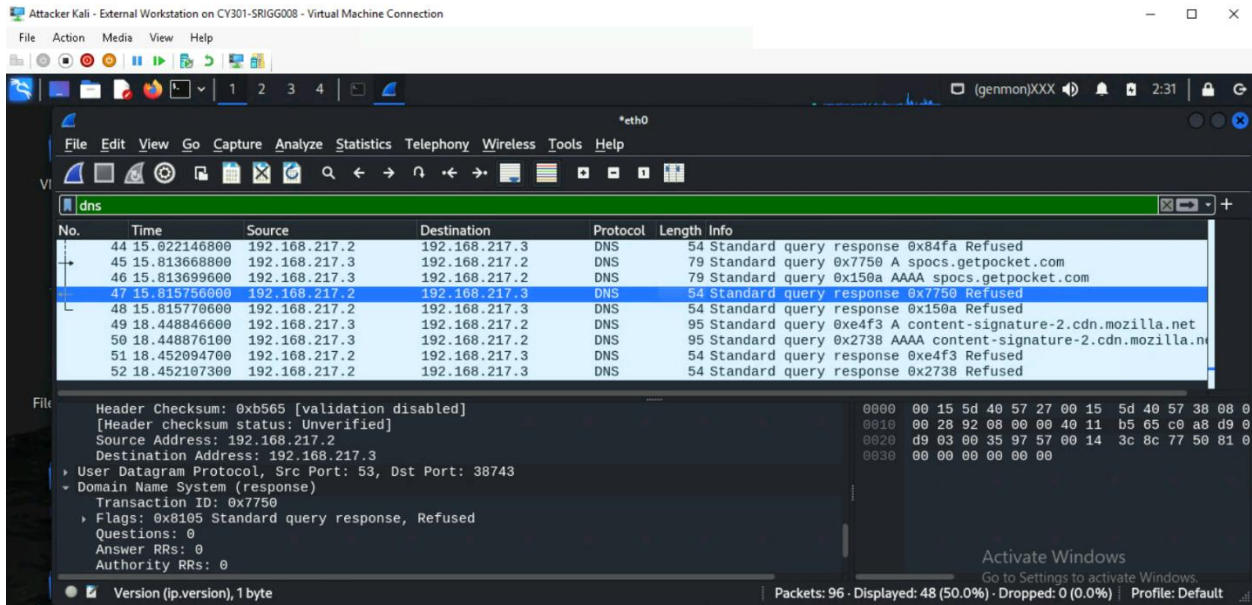 Attacker Kali - External Workstation on CY301-SRIGG008 - Virtual Machine Connection
File Action Media View Help
1 2 3 4 (genmon)XXX 2:31
*eth0
File Edit View Go Capture Analyze Statistics Telephony Wireless Tools Help
dns
No. Time Source Destination Protocol Length Info
44 15.022146800 192.168.217.2 192.168.217.3 DNS 54 Standard query response 0x84fa Refused
45 15.813668800 192.168.217.3 192.168.217.2 DNS 79 Standard query 0x7750 A spocs.getpocket.com
46 15.813699600 192.168.217.3 192.168.217.2 DNS 79 Standard query 0x150a AAAA spocs.getpocket.com
47 15.815756000 192.168.217.2 192.168.217.3 DNS 54 Standard query response 0x7750 Refused
48 15.815770600 192.168.217.2 192.168.217.3 DNS 54 Standard query response 0x150a Refused
49 18.448846600 192.168.217.3 192.168.217.2 DNS 95 Standard query 0xe4f3 A content-signature-2.cdn.mozilla.net
50 18.448876100 192.168.217.3 192.168.217.2 DNS 95 Standard query 0x2738 AAAA content-signature-2.cdn.mozilla.n
51 18.452094700 192.168.217.2 192.168.217.3 DNS 54 Standard query response 0xe4f3 Refused
52 18.452107300 192.168.217.2 192.168.217.3 DNS 54 Standard query response 0x2738 Refused
File
Header Checksum: 0xb565 [validation disabled]
[Header checksum status: Unverified]
Source Address: 192.168.217.2
Destination Address: 192.168.217.3
User Datagram Protocol, Src Port: 53, Dst Port: 38743
Domain Name System (response)
Transaction ID: 0x7750
Flags: 0x8105 Standard query response, Refused
Questions: 0
Answer RRs: 0
Authority RRs: 0
0000 00 15 5d 40 57 27 00 15 5d 40 57 38 08 0
0010 00 28 92 08 00 00 40 11 b5 65 c0 a8 d9 0
0020 d9 03 00 35 97 57 00 14 3c 8c 77 50 81 0
0030 00 00 00 00 00 00
Activate Windows
Go to Settings to activate Windows.
Version (ip.version), 1 byte Packets: 96 · Displayed: 48 (50.0%) · Dropped: 0 (0.0%) Profile: Default